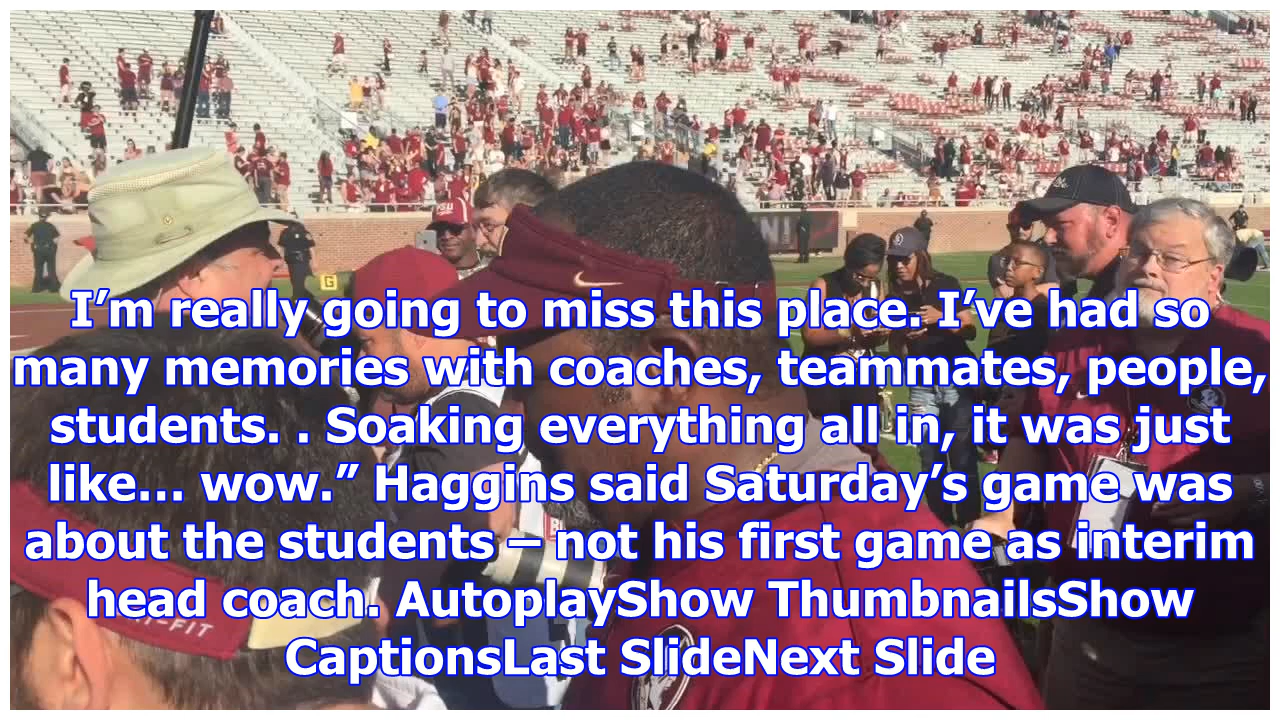 I’m really going to miss this place. I’ve had so
many memories with coaches, teammates, people,
students. . Soaking everything all in, it was just
like… wow.” Haggins said Saturday’s game was
about the students – not his first game as interim
head coach. AutoplayShow ThumbnailsShow
CaptionsLast SlideNext Slide
FSU
G